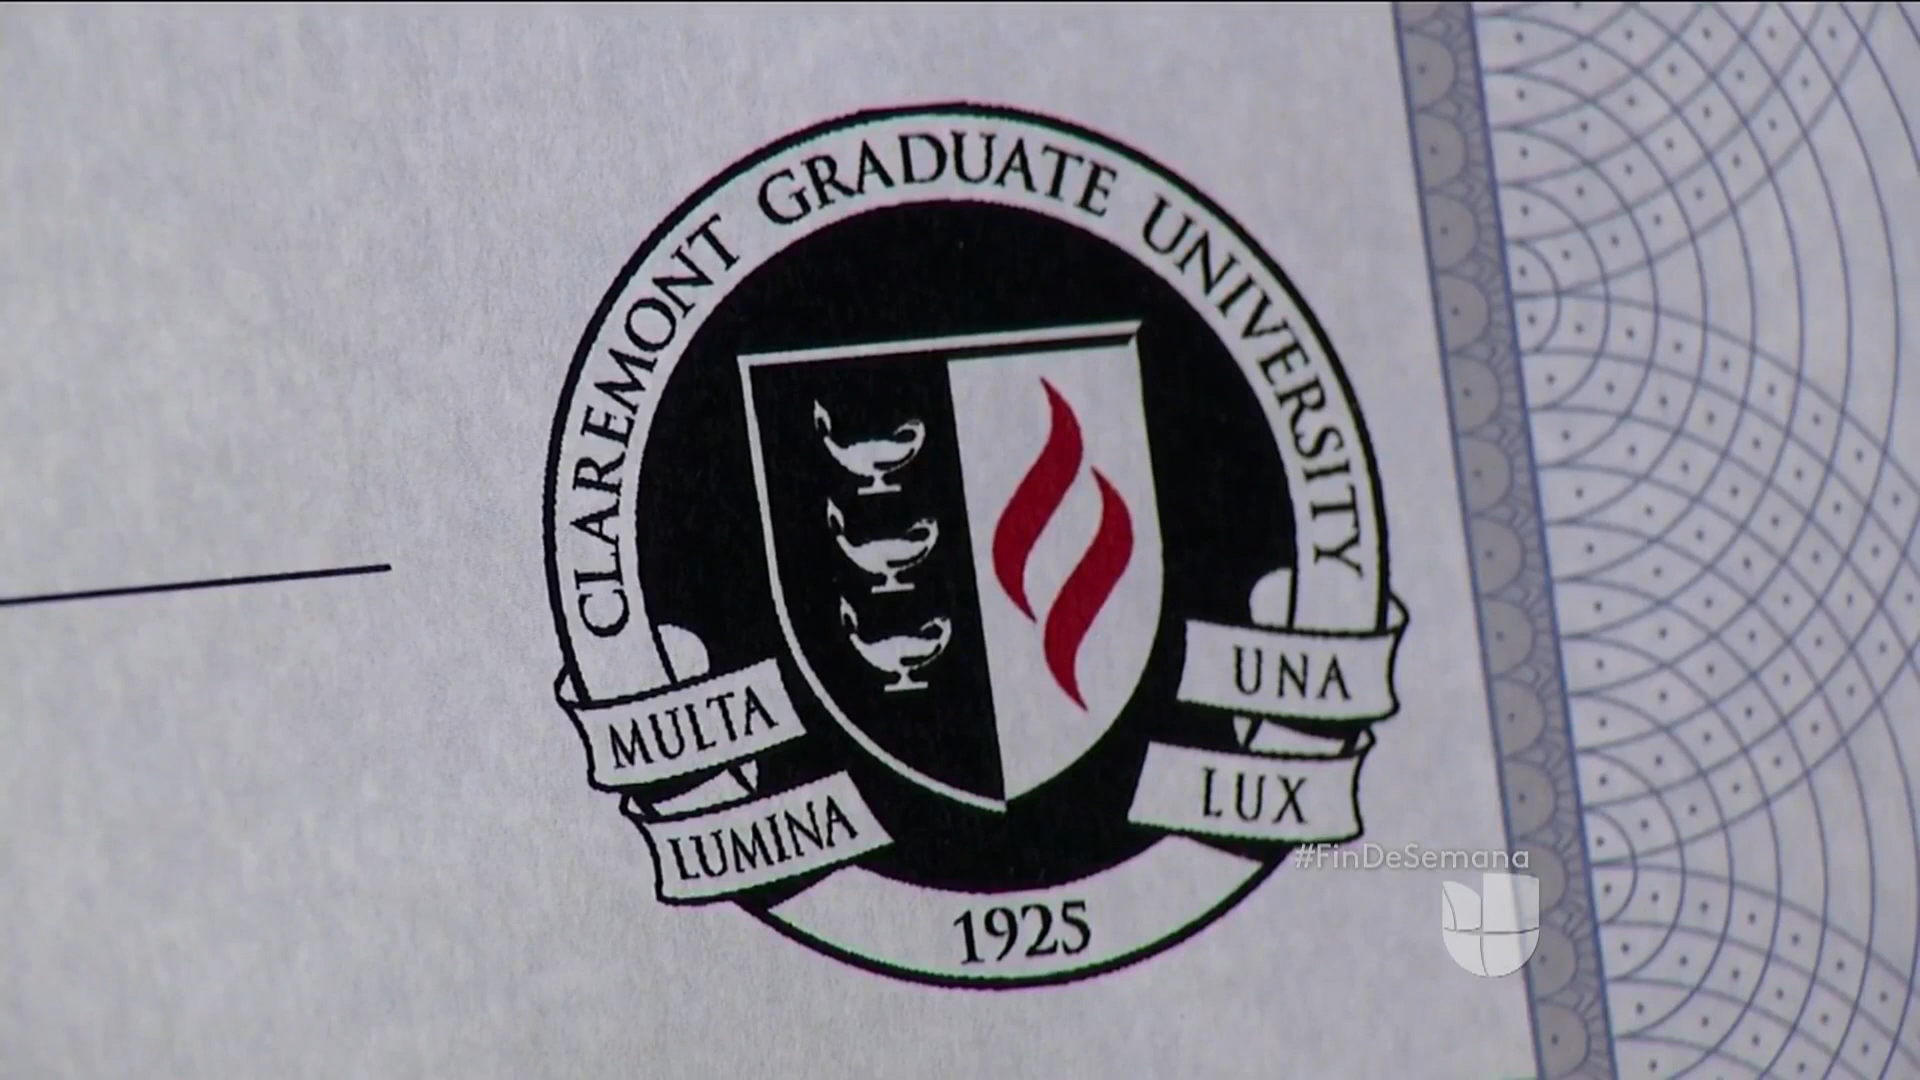 CLAREMONT GRADUATE UNIVERSITY
MULTA
LUMINA
UNA
LUX
1925
#FinDeSemana